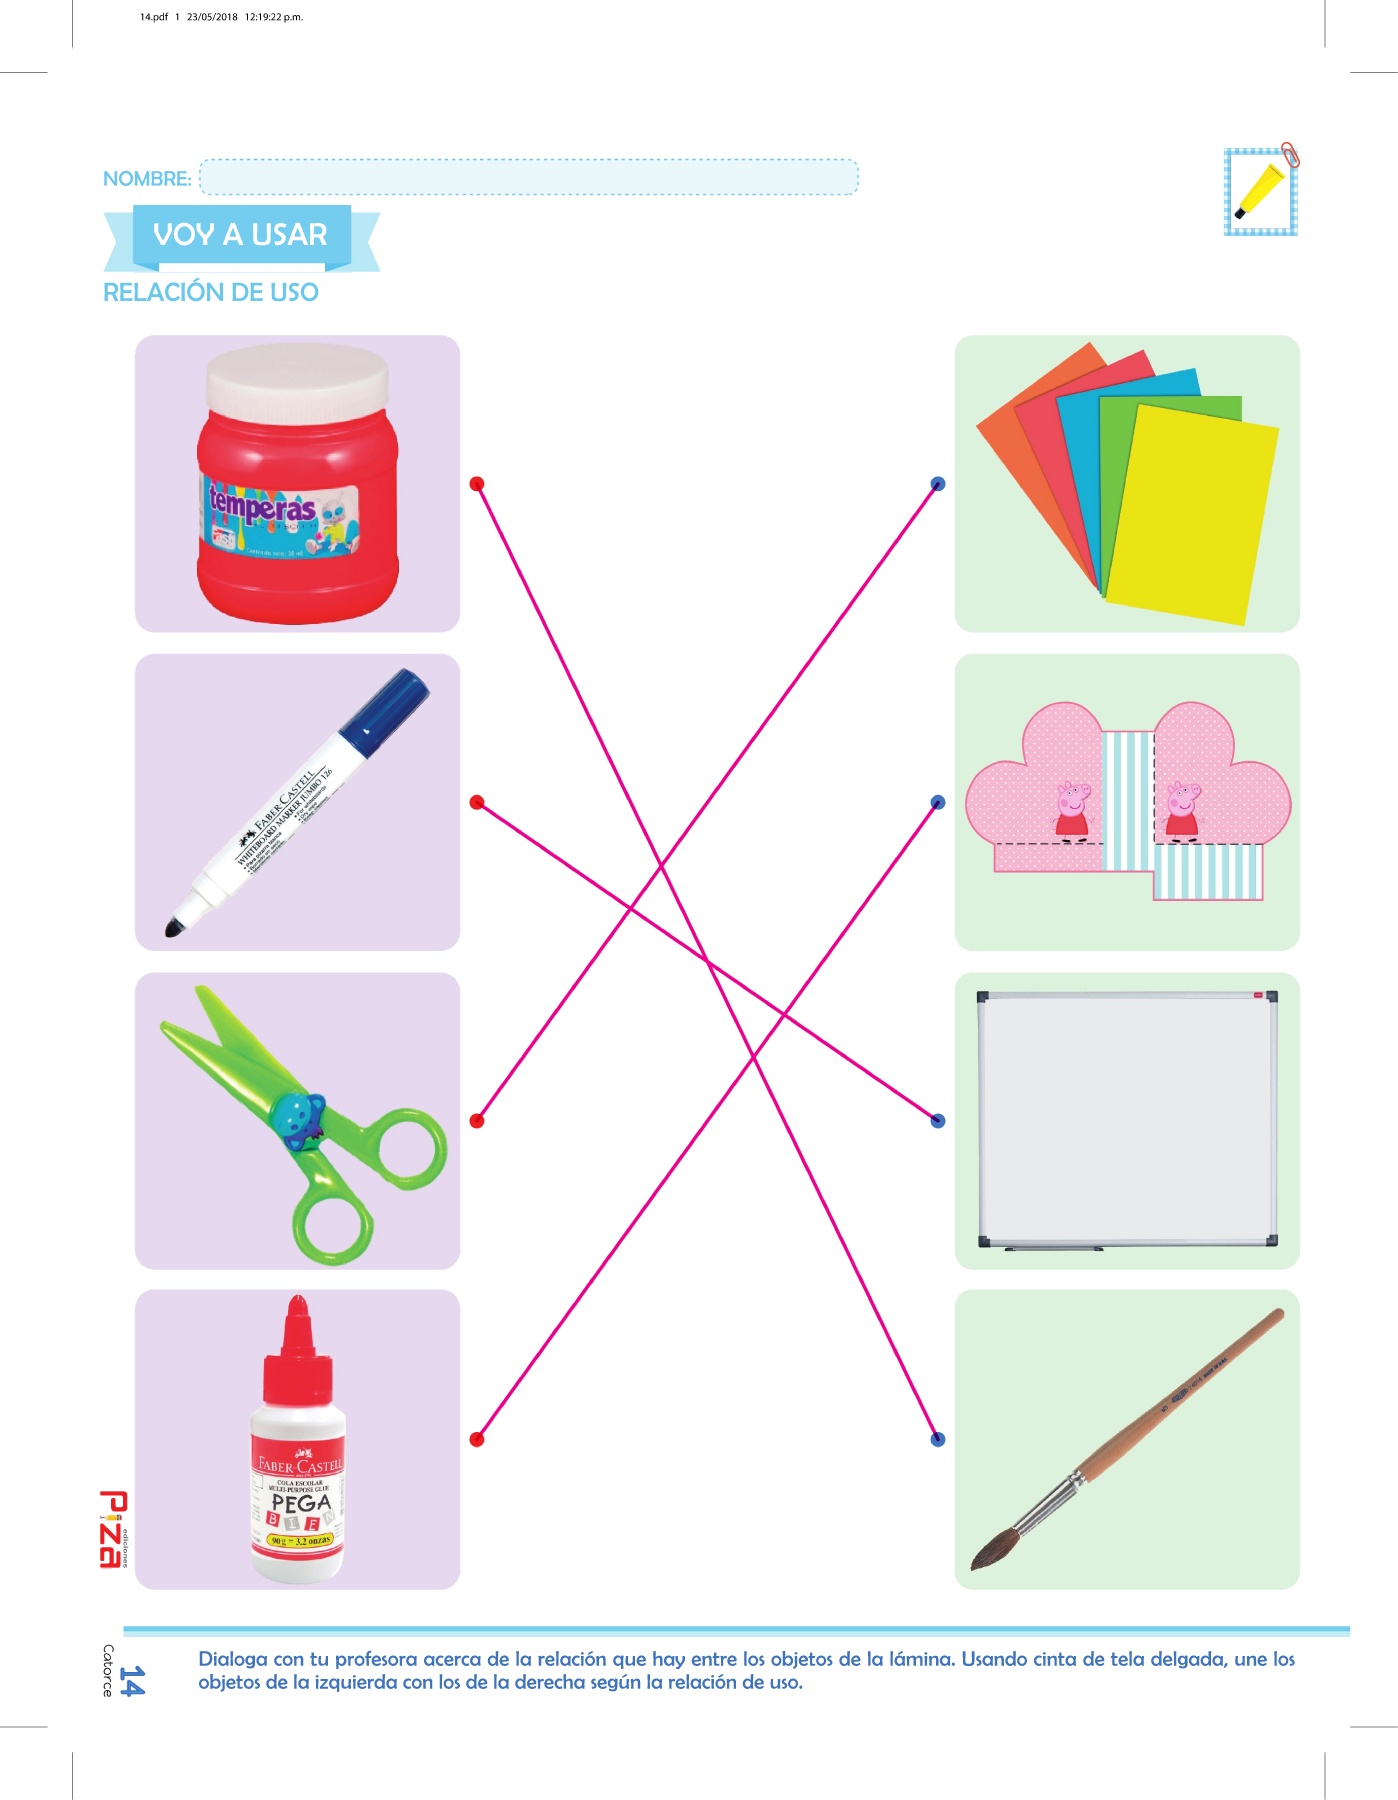 14.pdf 1 23/05/2018 12:19:22 p.m.
NOMBRE:
VOY A USAR
RELACIÓN DE USO
temperas
FABER-CASTELL
WHITEBOARD MARKER JUMBO 126
FABER-CASTELL
COLA ESCOLAR
MULTI-PURPOSE GLUE
PEGA
BIEN
90 g = 3.2 onzas
Piza
ediciones
14
Catorce
Dialoga con tu profesora acerca de la relación que hay entre los objetos de la lámina. Usando cinta de tela delgada, une los
objetos de la izquierda con los de la derecha según la relación de uso.